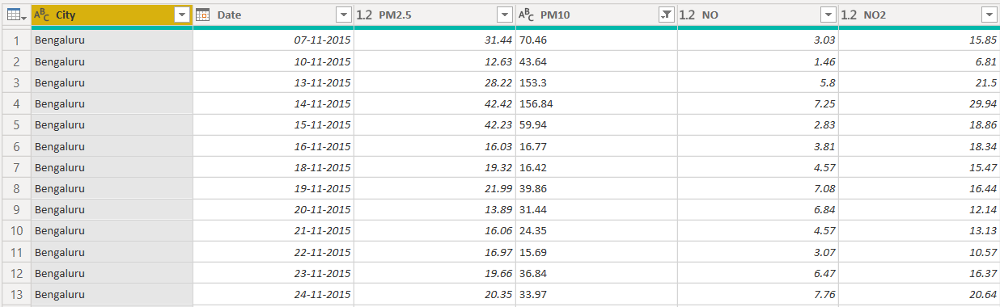 ABC City Date 1.2 PM2.5 ABC PM10 1.2 NO 1.2 NO2
1 Bengaluru 07-11-2015 31.44 70.46 3.03 15.85
2 Bengaluru 10-11-2015 12.63 43.64 1.46 6.81
3 Bengaluru 13-11-2015 28.22 153.3 5.8 21.5
4 Bengaluru 14-11-2015 42.42 156.84 7.25 29.94
5 Bengaluru 15-11-2015 42.23 59.94 2.83 18.86
6 Bengaluru 16-11-2015 16.03 16.77 3.81 18.34
7 Bengaluru 18-11-2015 19.32 16.42 4.57 15.47
8 Bengaluru 19-11-2015 21.99 39.86 7.08 16.44
9 Bengaluru 20-11-2015 13.89 31.44 6.84 12.14
10 Bengaluru 21-11-2015 16.06 24.35 4.57 13.13
11 Bengaluru 22-11-2015 16.97 15.69 3.07 10.57
12 Bengaluru 23-11-2015 19.66 36.84 6.47 16.37
13 Bengaluru 24-11-2015 20.35 33.97 7.76 20.64